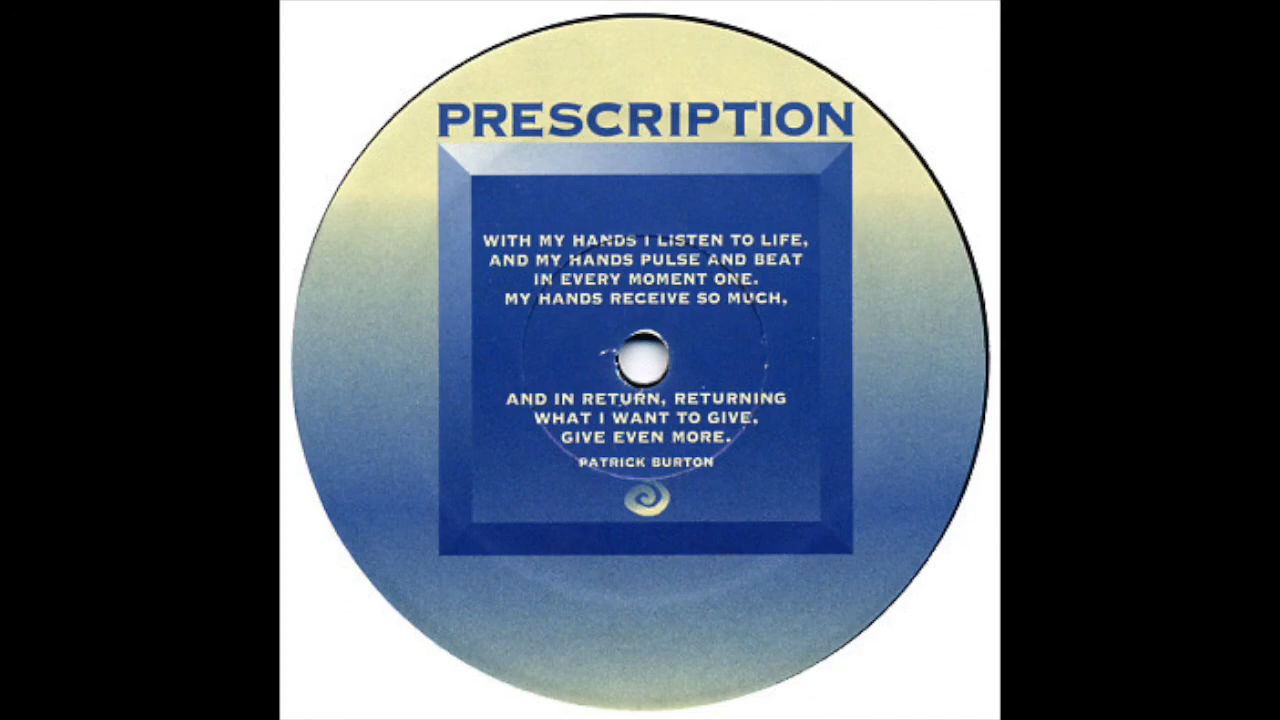 PRESCRIPTION
WITH MY HANDS I LISTEN TO LIFE,
AND MY HANDS PULSE AND BEAT
IN EVERY MOMENT ONE.
MY HANDS RECEIVE SO MUCH,
AND IN RETURN, RETURNING
WHAT I WANT TO GIVE,
GIVE EVEN MORE.
PATRICK BURTON